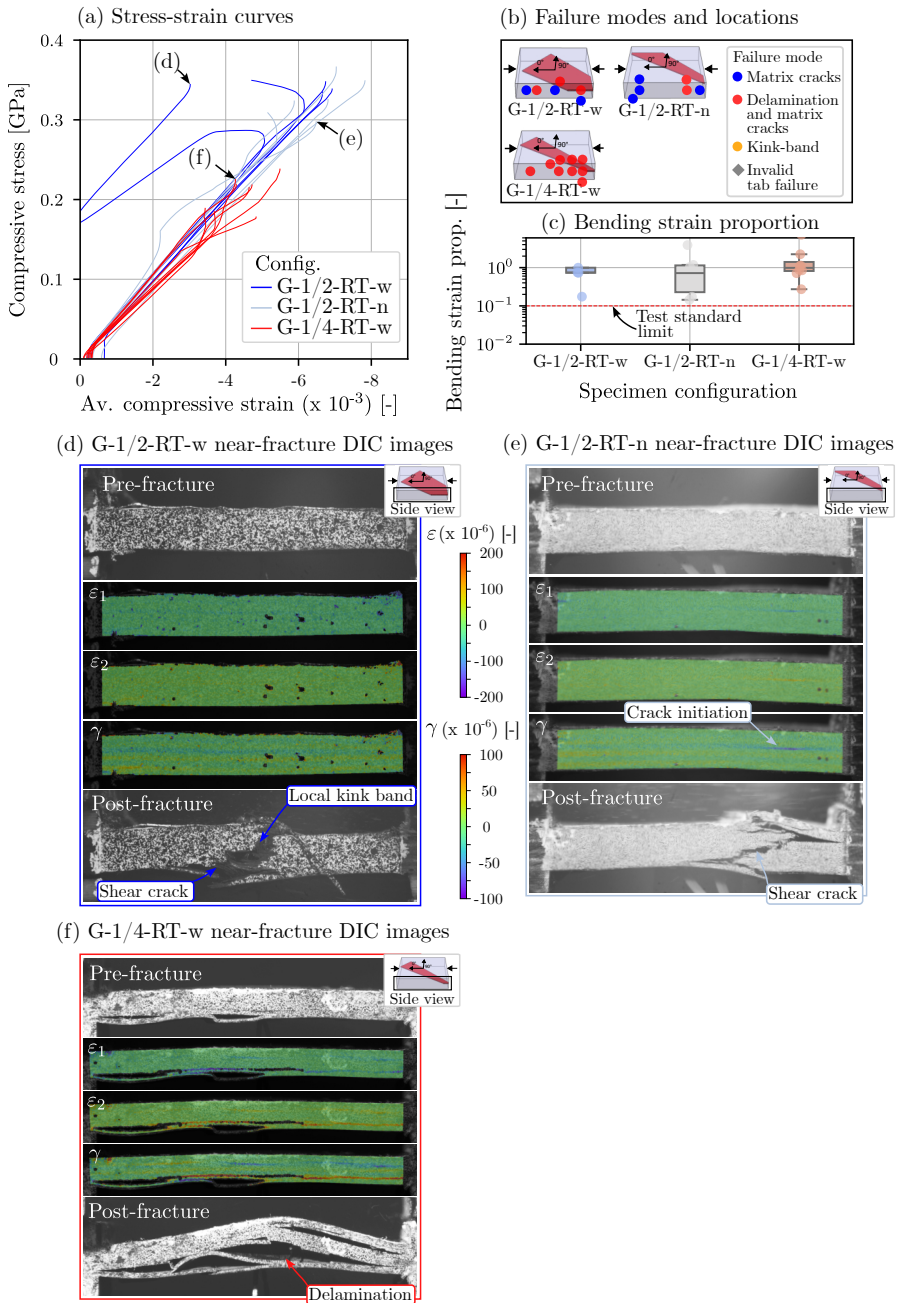 (a) Stress-strain curves
Compressive stress [GPa]
0.4
0.3
0.2
0.1
0
(d)
(e)
(f)
Config.
G-1/2-RT-w
G-1/2-RT-n
G-1/4-RT-w
0 -2 -4 -6 -8
Av. compressive strain (x 10⁻³) [-]
(b) Failure modes and locations
0° 90°
G-1/2-RT-w
0° 90°
G-1/2-RT-n
0° 90°
G-1/4-RT-w
Failure mode
Matrix cracks
Delamination
and matrix
cracks
Kink-band
Invalid
tab failure
(c) Bending strain proportion
Bending strain prop. [-]
10⁰
10⁻¹
10⁻²
Test standard
limit
G-1/2-RT-w G-1/2-RT-n G-1/4-RT-w
Specimen configuration
(d) G-1/2-RT-w near-fracture DIC images
Pre-fracture
Side view
ε₁
ε₂
γ
Post-fracture
Local kink band
Shear crack
ε (x 10⁻⁶) [-]
200
100
0
-100
-200
γ (x 10⁻⁶) [-]
100
50
0
-50
-100
(e) G-1/2-RT-n near-fracture DIC images
Pre-fracture
Side view
ε₁
ε₂
Crack initiation
γ
Post-fracture
Shear crack
(f) G-1/4-RT-w near-fracture DIC images
Pre-fracture
Side view
ε₁
ε₂
γ
Post-fracture
Delamination